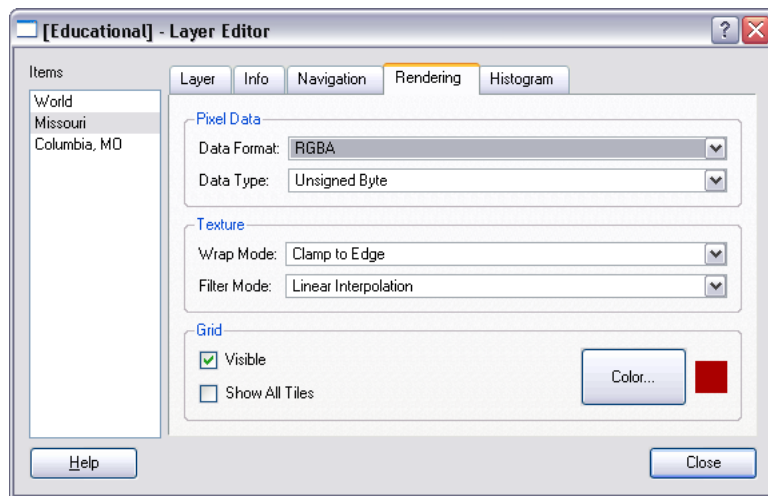 [Educational] - Layer Editor
Items
World
Missouri
Columbia, MO
Layer Info Navigation Rendering Histogram
Pixel Data
Data Format: RGBA
Data Type: Unsigned Byte
Texture
Wrap Mode: Clamp to Edge
Filter Mode: Linear Interpolation
Grid
Visible
Show All Tiles
Color...
Help
Close